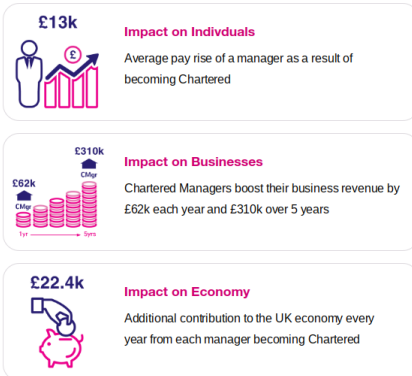 £13k
£
Impact on Indivduals
Average pay rise of a manager as a result of
becoming Chartered
£310k
CMgr
£62k
CMgr
1yr
5yrs
Impact on Businesses
Chartered Managers boost their business revenue by
£62k each year and £310k over 5 years
£22.4k
Impact on Economy
Additional contribution to the UK economy every
year from each manager becoming Chartered